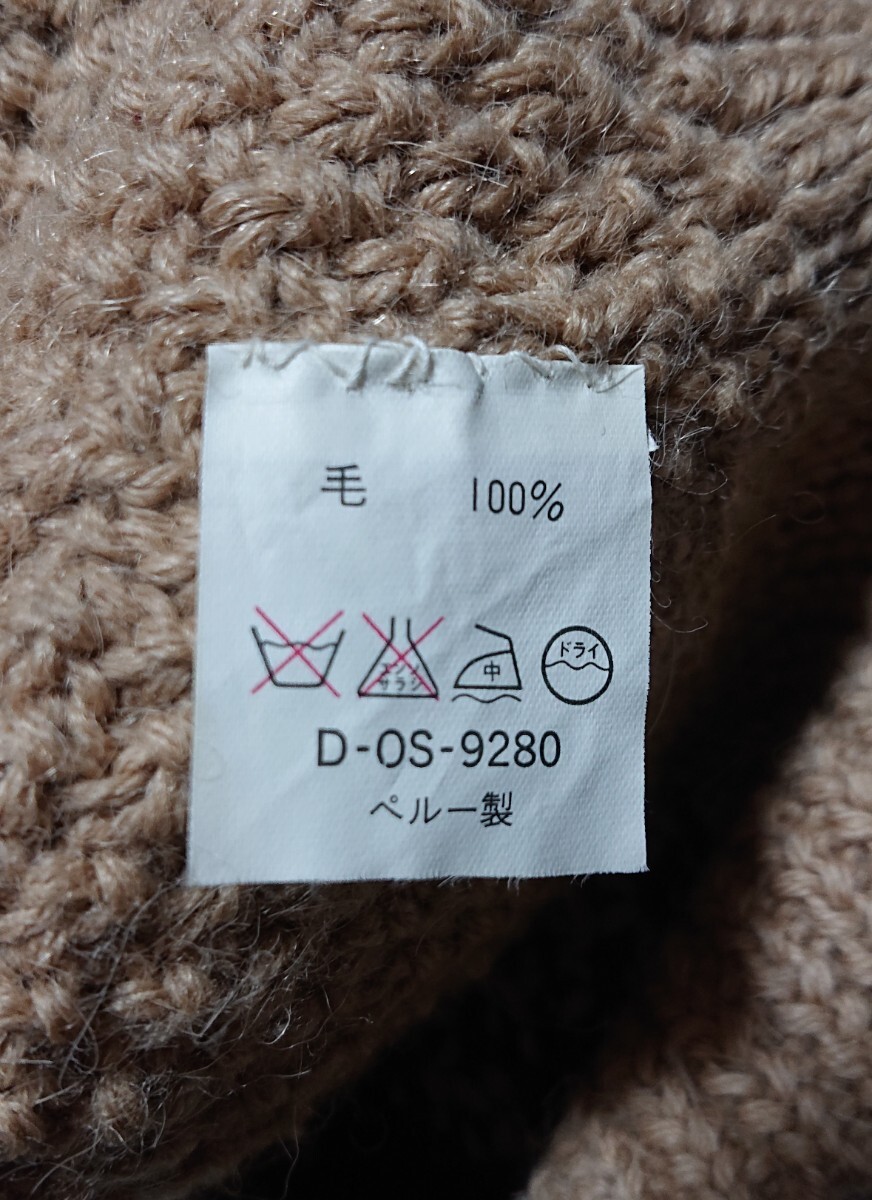 毛 100%
エンソ
サラシ
中
ドライ
D-OS-9280
ペルー製